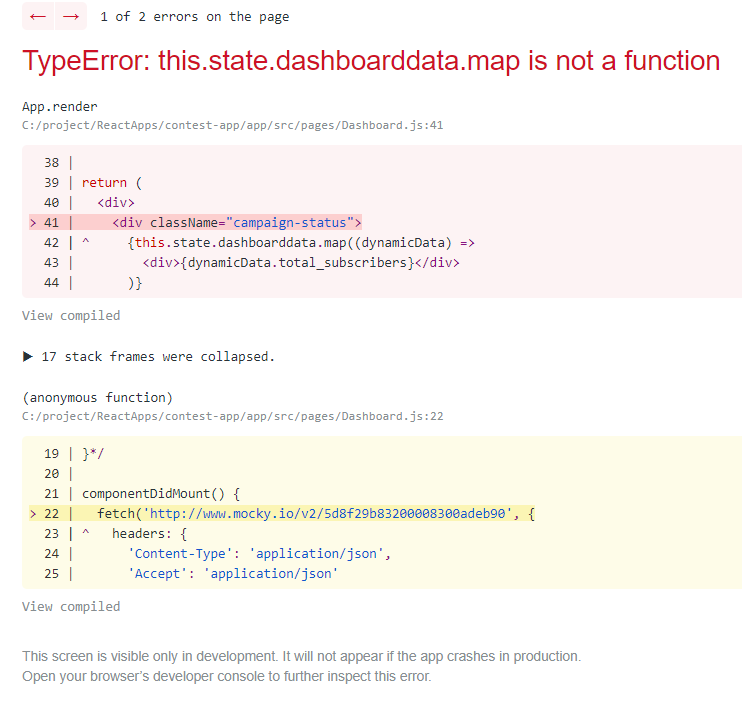 ← → 1 of 2 errors on the page
TypeError: this.state.dashboarddata.map is not a function
App.render
C:/project/ReactApps/contest-app/app/src/pages/Dashboard.js:41
38 |
39 | return (
40 |   <div>
> 41 |     <div className="campaign-status">
42 | ^     {this.state.dashboarddata.map((dynamicData) =>
43 |         <div>{dynamicData.total_subscribers}</div>
44 |       )}
View compiled
▶ 17 stack frames were collapsed.
(anonymous function)
C:/project/ReactApps/contest-app/app/src/pages/Dashboard.js:22
19 | }*/
20 |
21 | componentDidMount() {
> 22 |   fetch('http://www.mocky.io/v2/5d8f29b83200008300adeb90', {
23 | ^   headers: {
24 |       'Content-Type': 'application/json',
25 |       'Accept': 'application/json'
View compiled
This screen is visible only in development. It will not appear if the app crashes in production.
Open your browser’s developer console to further inspect this error.